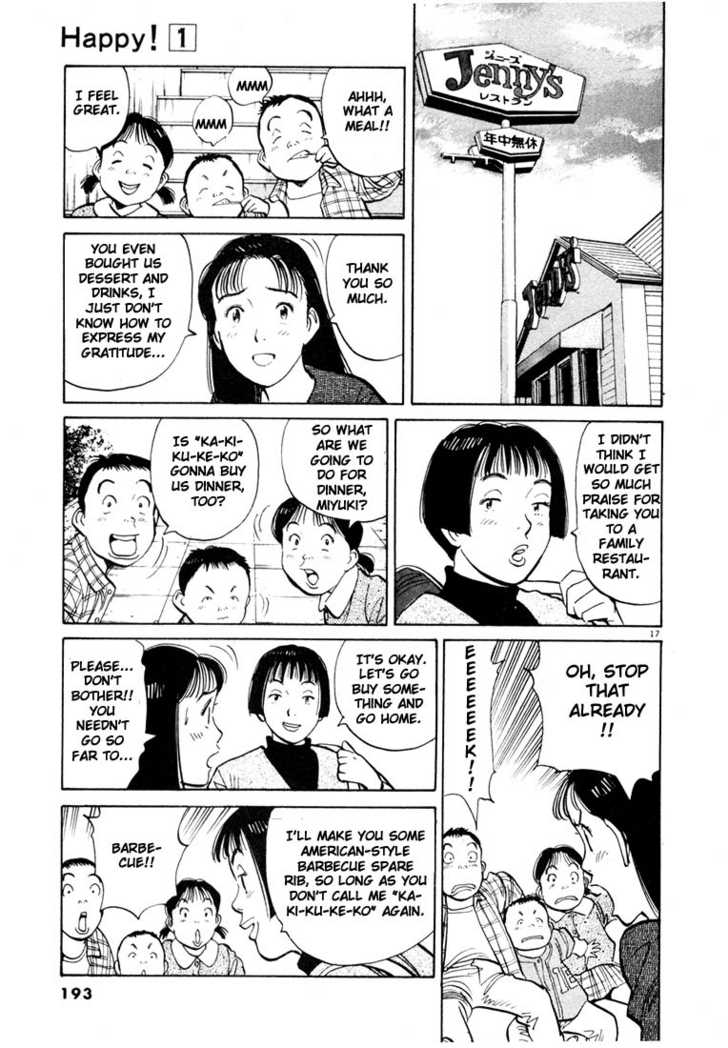 Happy! 1
ジェニーズ
Jenny's
レストラン
年中無休
AHHH,
WHAT A
MEAL!!
MMM
MMM
I FEEL
GREAT.
THANK
YOU SO
MUCH.
YOU EVEN
BOUGHT US
DESSERT AND
DRINKS, I
JUST DON'T
KNOW HOW TO
EXPRESS MY
GRATITUDE...
I DIDN'T
THINK I
WOULD GET
SO MUCH
PRAISE FOR
TAKING YOU
TO A
FAMILY
RESTAU-
RANT.
SO WHAT
ARE WE
GOING TO
DO FOR
DINNER,
MIYUKI?
IS "KA-KI-
KU-KE-KO"
GONNA BUY
US DINNER,
TOO?
17
OH, STOP
THAT
ALREADY
!!
EEEEEEEK!!
IT'S OKAY.
LET'S GO
BUY SOME-
THING AND
GO HOME.
PLEASE...
DON'T
BOTHER!!
YOU
NEEDN'T
GO SO
FAR TO...
I'LL MAKE YOU SOME
AMERICAN-STYLE
BARBECUE SPARE
RIB, SO LONG AS YOU
DON'T CALL ME "KA-
KI-KU-KE-KO" AGAIN.
BARBE-
CUE!!
193